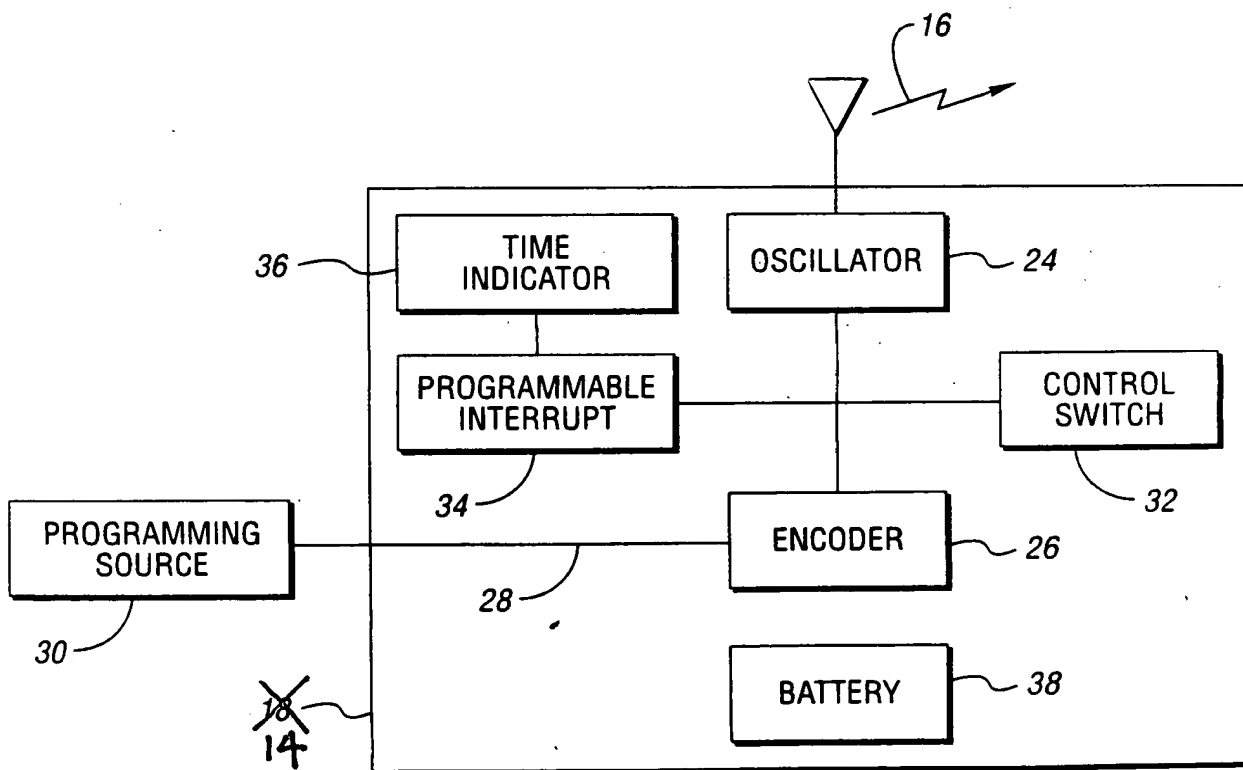 16
TIME
INDICATOR
36
OSCILLATOR
24
PROGRAMMABLE
INTERRUPT
34
CONTROL
SWITCH
32
PROGRAMMING
SOURCE
30
28
ENCODER
26
18
14
BATTERY
38